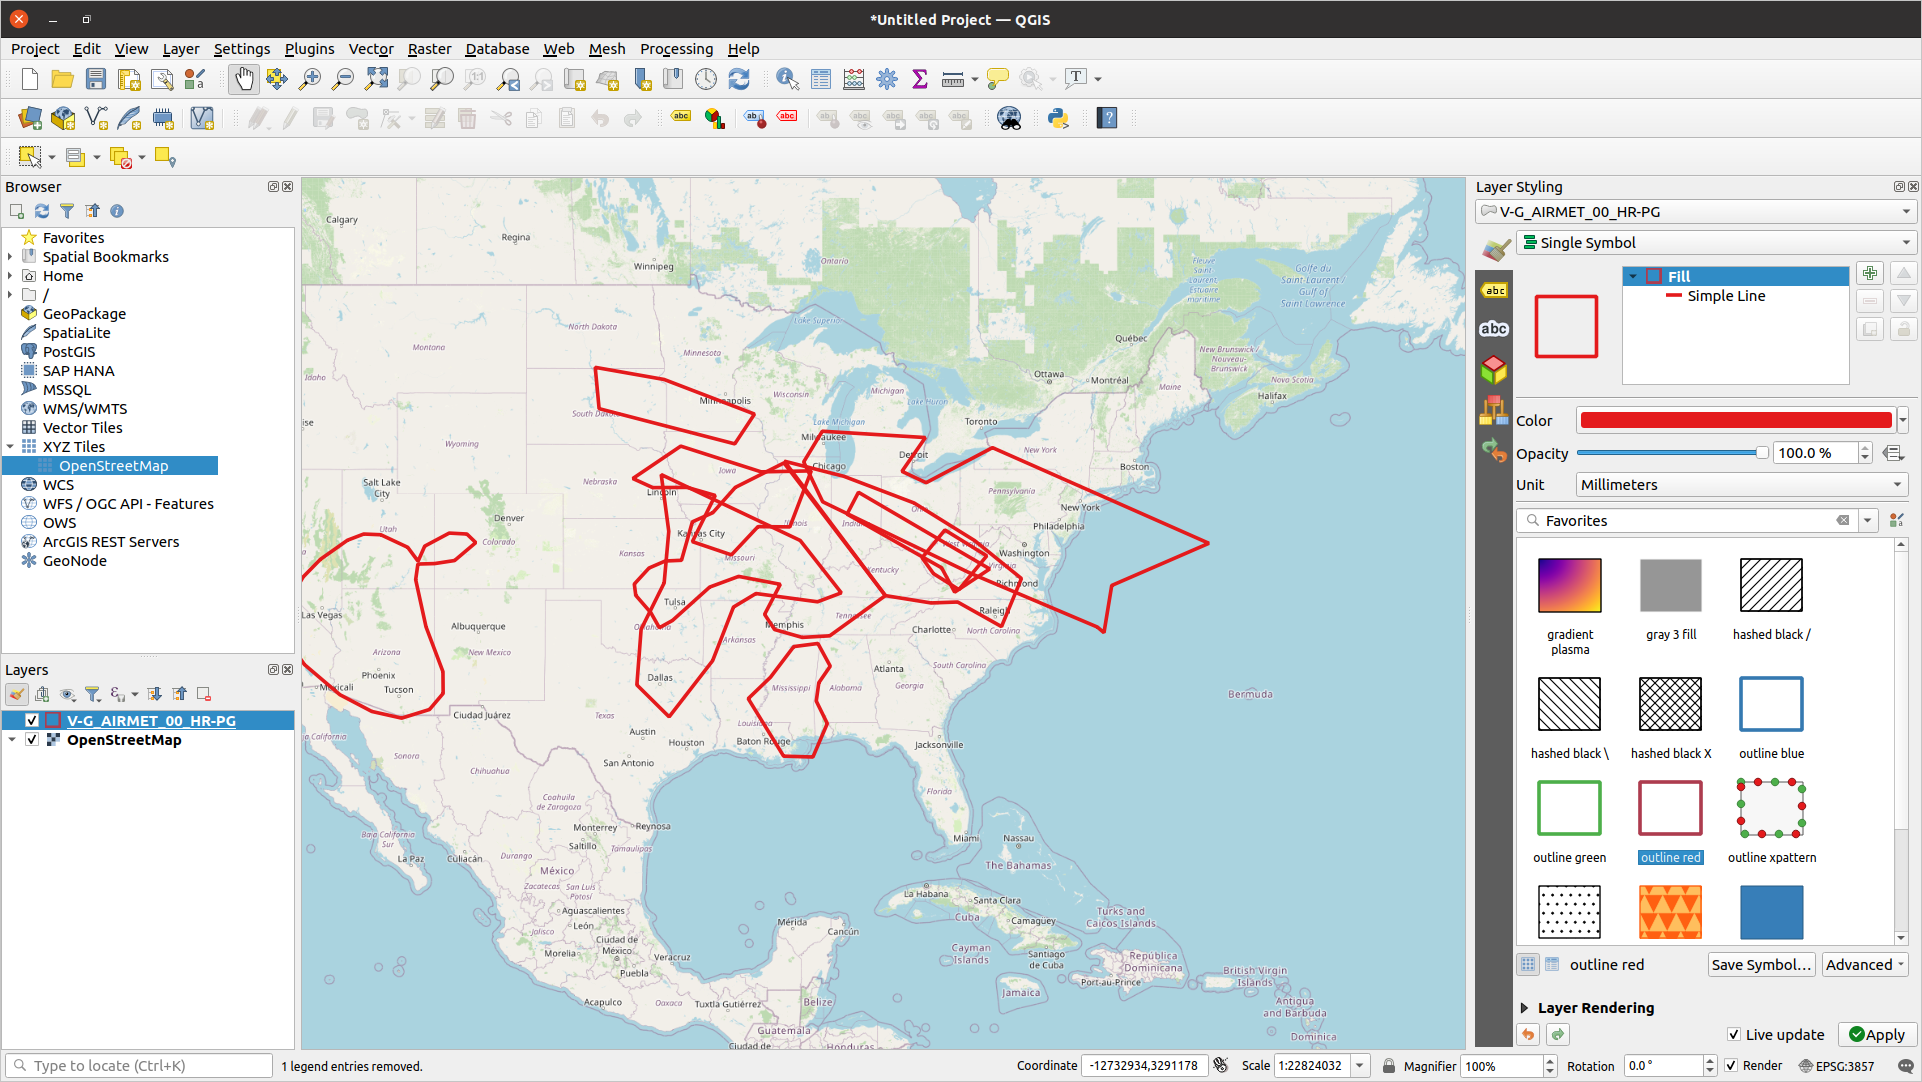 *Untitled Project — QGIS
Project Edit View Layer Settings Plugins Vector Raster Database Web Mesh Processing Help
Browser
Favorites
Spatial Bookmarks
Home
/
GeoPackage
SpatiaLite
PostGIS
SAP HANA
MSSQL
WMS/WMTS
Vector Tiles
XYZ Tiles
OpenStreetMap
WCS
WFS / OGC API - Features
OWS
ArcGIS REST Servers
GeoNode
Layers
V-G_AIRMET_00_HR-PG
OpenStreetMap
Calgary
Regina
Winnipeg
Ontario
Fleuve Saint-Laurent/ Estuaire maritime
Golfe du Saint-Laurent / Gulf of Saint Lawrence
Lake Superior
North Dakota
Montana
Minnesota
Québec
New Brunswick / Nouveau-Brunswick
Ottawa
Montréal
Maine
Nova Scotia
Halifax
Idaho
Wisconsin
Michigan
Lake Huron
Minneapolis
South Dakota
Lake Michigan
Toronto
Milwaukee
Wyoming
New York
Detroit
Boston
Chicago
Iowa
Salt Lake City
Nebraska
Lincoln
Pennsylvania
New York
Denver
Utah
Colorado
Kansas City
Illinois
Philadelphia
Washington
Kansas
Missouri
Kentucky
West Virginia
Virginia
Richmond
Las Vegas
Tulsa
Tennessee
Raleigh
Albuquerque
Oklahoma
Memphis
Charlotte
North Carolina
Arkansas
Arizona
New Mexico
Atlanta
South Carolina
Phoenix
Mexicali
Tucson
Dallas
Mississippi
Alabama
Georgia
Bermuda
Ciudad Juárez
Texas
Louisiana
Austin
Houston
Baton Rouge
Jacksonville
Sonora
San Antonio
Chihuahua
Florida
Coahuila de Zaragoza
Monterrey
Reynosa
Baja California Sur
Saltillo
Tamaulipas
Miami
Nassau
La Paz
Culiacán
Durango
The Bahamas
México
Zacatecas
San Luis Potosí
La Habana
Santa Clara
Aguascalientes
León
Cuba
Camaguey
Turks and Caicos Islands
Jalisco
Mérida
Cancún
Ciudad de México
Morelia
Veracruz
Cayman Islands
Santiago de Cuba
República Dominicana
Puebla
Port-au-Prince
British Virgin Islands
Jamaica
Acapulco
Oaxaca
Tuxtla Gutiérrez
Belize
Antigua and Barbuda
Guatemala
Ciudad de
Honduras
Dominica
Layer Styling
V-G_AIRMET_00_HR-PG
Single Symbol
Fill
Simple Line
Color
Opacity 100.0 %
Unit Millimeters
Favorites
gradient plasma
gray 3 fill
hashed black /
hashed black \
hashed black X
outline blue
outline green
outline red
outline xpattern
outline red
Save Symbol…
Advanced
Layer Rendering
Live update
Apply
Type to locate (Ctrl+K)
1 legend entries removed.
Coordinate -12732934,3291178
Scale 1:22824032
Magnifier 100%
Rotation 0.0 °
Render
EPSG:3857